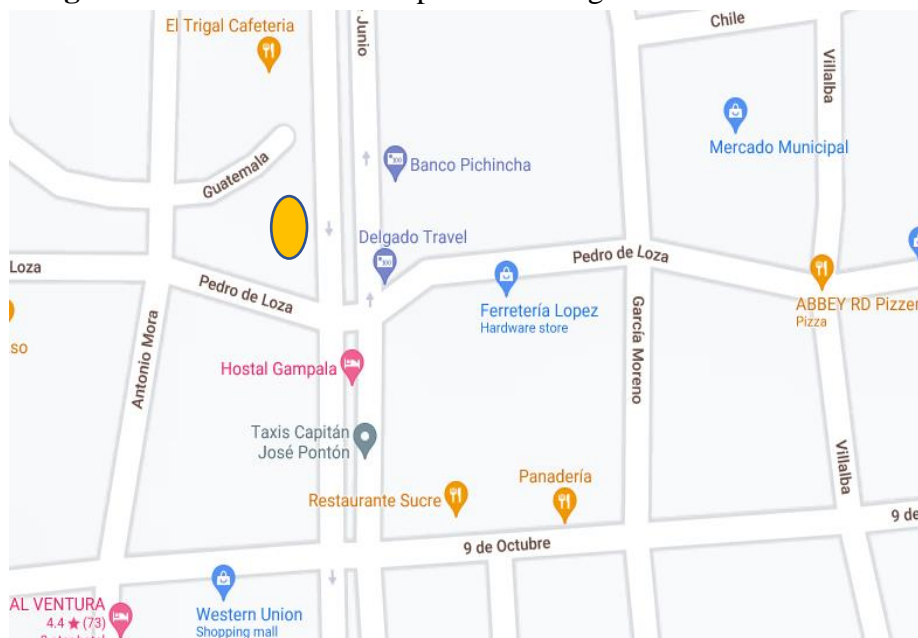 El Trigal Cafeteria
Junio
Chile
Villalba
Mercado Municipal
Banco Pichincha
Guatemala
Delgado Travel
Loza
Pedro de Loza
Pedro de Loza
Ferretería Lopez
Hardware store
ABBEY RD Pizzer
Pizza
García Moreno
so
Antonio Mora
Hostal Gampala
Taxis Capitán
José Pontón
Villalba
Panadería
Restaurante Sucre
9 de Octubre
9 de
AL VENTURA
4.4 ★ (73)
Western Union
Shopping mall